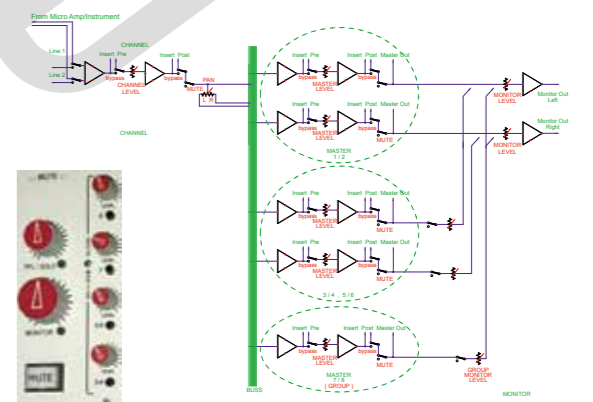 From Micro Amp/Instrument
Line 1
Line 2
CHANNEL
Insert Pre
Insert Post
bypass
bypass
CHANNEL
LEVEL
MUTE
PAN
L R
CHANNEL
BUSS
Insert Pre
Insert Post Master Out
bypass
MASTER
LEVEL
bypass
Insert Pre
Insert Post Master Out
bypass
MASTER
LEVEL
MUTE
MASTER
1 / 2
MONITOR
LEVEL
Monitor Out
Left
MONITOR
LEVEL
Monitor Out
Right
Insert Pre
Insert Post Master Out
bypass
MASTER
LEVEL
bypass
MUTE
Insert Pre
Insert Post Master Out
bypass
MASTER
LEVEL
bypass
MUTE
3 / 4 , 5 / 6
Insert Pre
Insert Post Master Out
bypass
MASTER
LEVEL
bypass
MUTE
MASTER
7 / 8
( GROUP )
GROUP
MONITOR
LEVEL
MONITOR
MUTE
MONITOR
MUTE